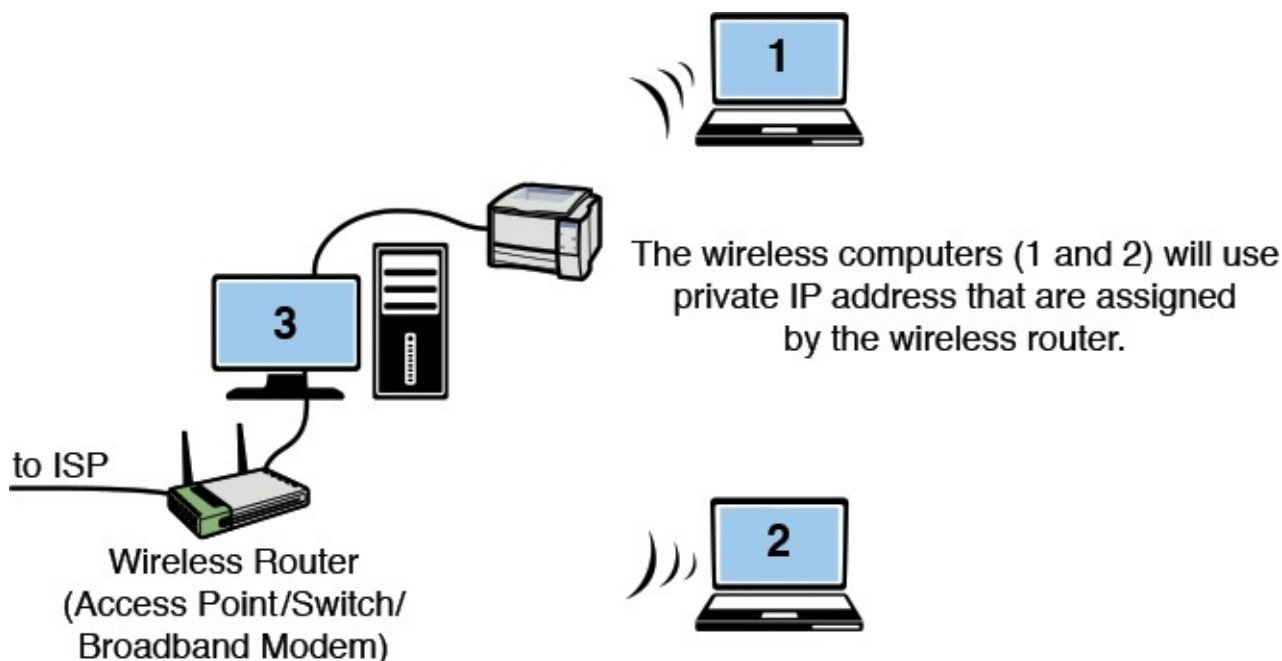 1
The wireless computers (1 and 2) will use
private IP address that are assigned
by the wireless router.
3
to ISP
Wireless Router
(Access Point/Switch/
Broadband Modem)
2